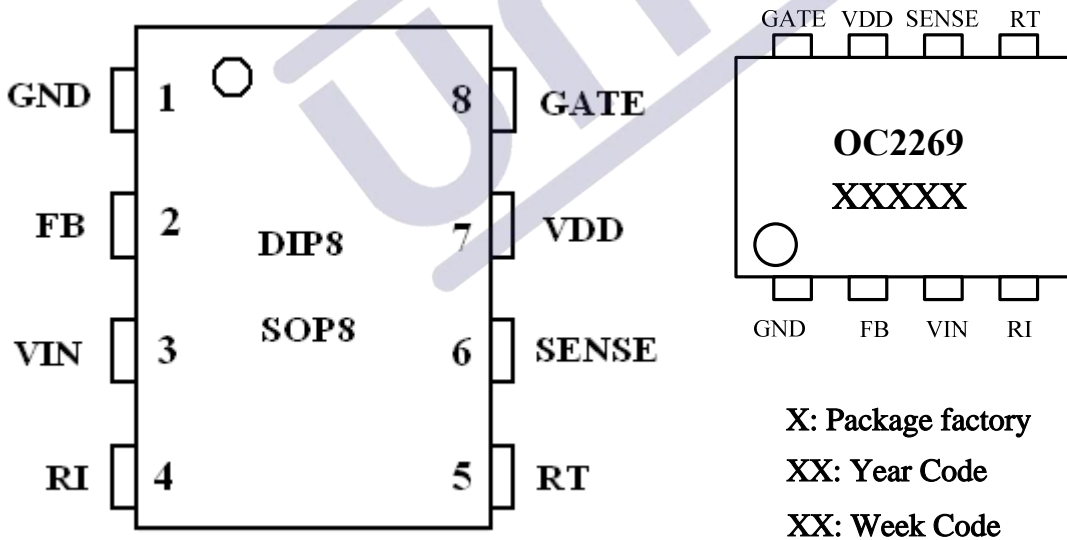 GND 1 8 GATE
FB 2 7 VDD
DIP8
VIN 3 6 SENSE
SOP8
RI 4 5 RT
GATE VDD SENSE RT
OC2269
XXXXX
GND FB VIN RI
X: Package factory
XX: Year Code
XX: Week Code